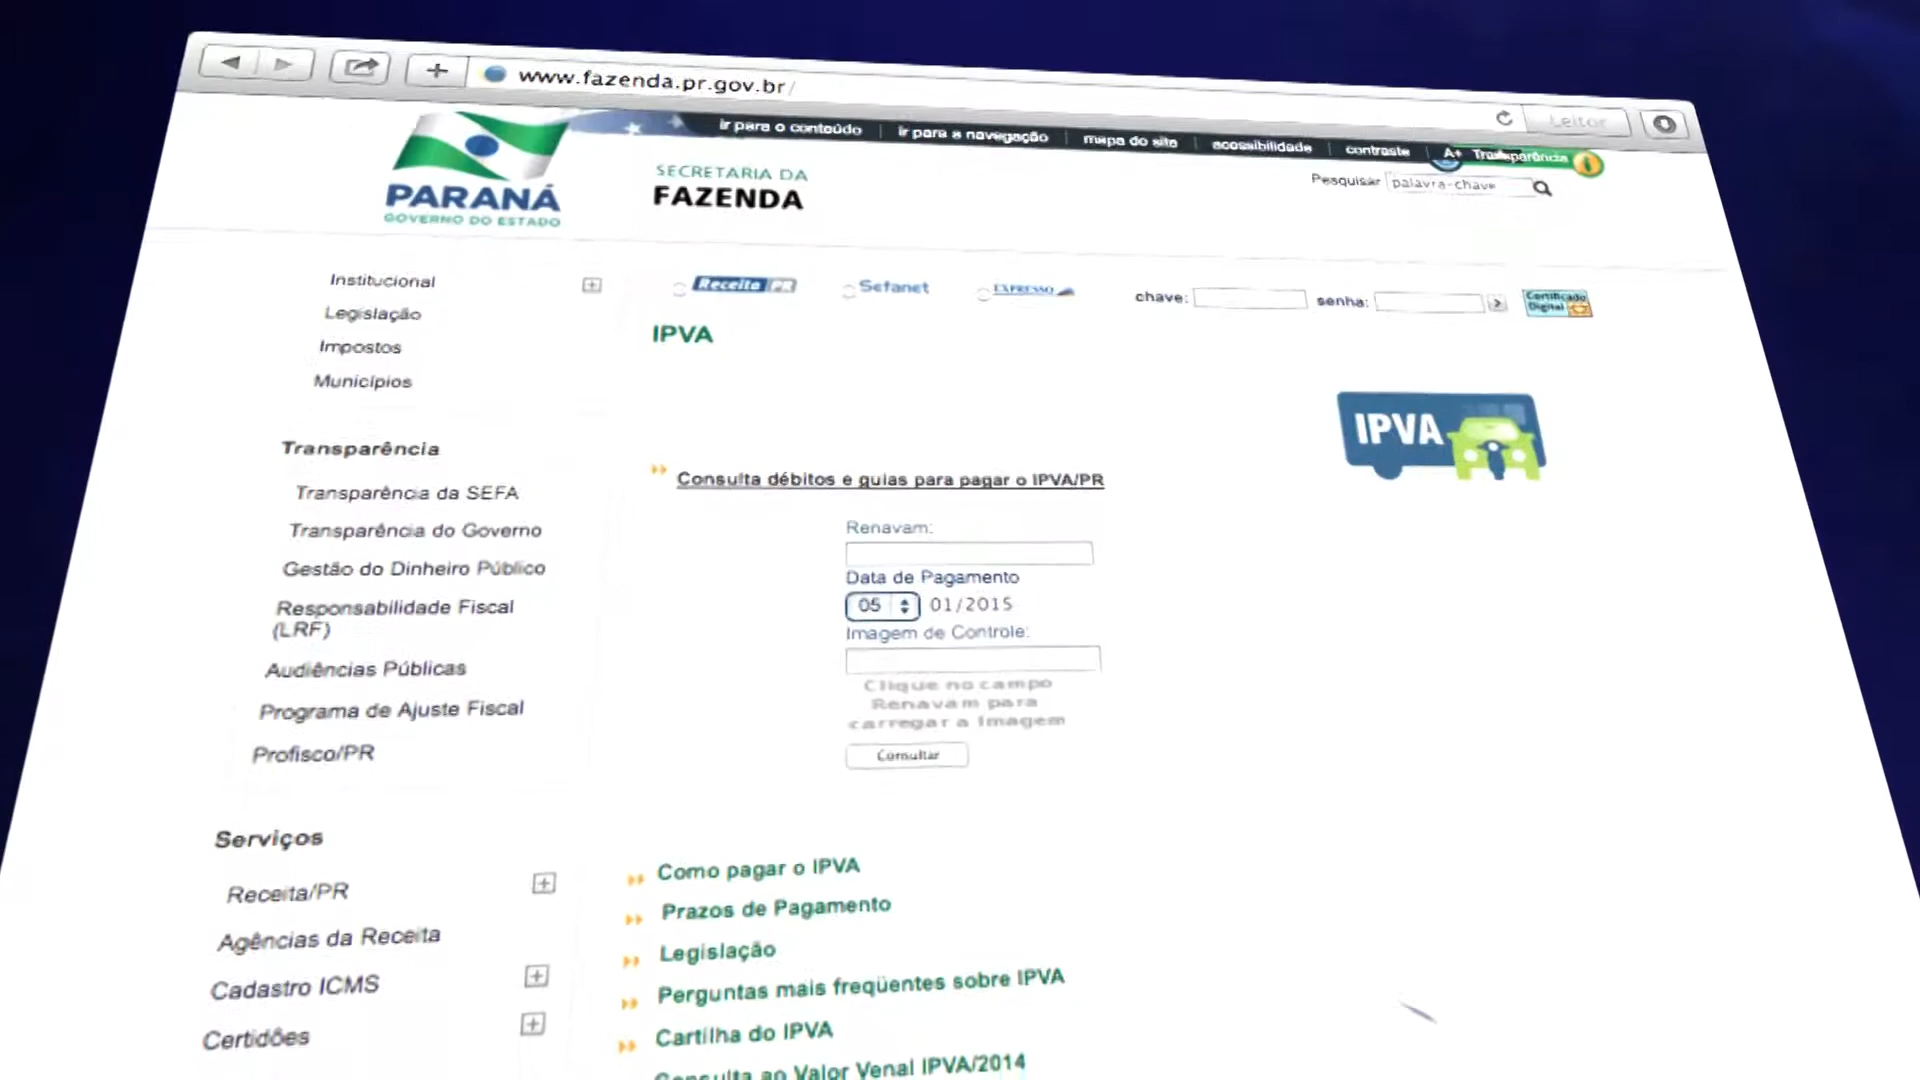 www.fazenda.pr.gov.br/
Leitor
ir para o conteúdo
ir para a navegação
mapa do site
acessibilidade
contraste
A+
Transparência
PARANÁ
GOVERNO DO ESTADO
SECRETARIA DA
FAZENDA
Pesquisar
palavra-chave
Institucional
Legislação
Impostos
Municípios
Receita PR
Sefanet
EXPRESSO
chave:
senha:
Certificado
Digital
IPVA
IPVA
Transparência
Transparência da SEFA
Transparência do Governo
Gestão do Dinheiro Público
Responsabilidade Fiscal
(LRF)
Audiências Públicas
Programa de Ajuste Fiscal
Profisco/PR
Consulta débitos e guias para pagar o IPVA/PR
Renavam:
Data de Pagamento
05 01/2015
Imagem de Controle:
Clique no campo
Renavam para
carregar a Imagem
Consultar
Serviços
Receita/PR
Agências da Receita
Cadastro ICMS
Certidões
Como pagar o IPVA
Prazos de Pagamento
Legislação
Perguntas mais freqüentes sobre IPVA
Cartilha do IPVA
Consulta ao Valor Venal IPVA/2014